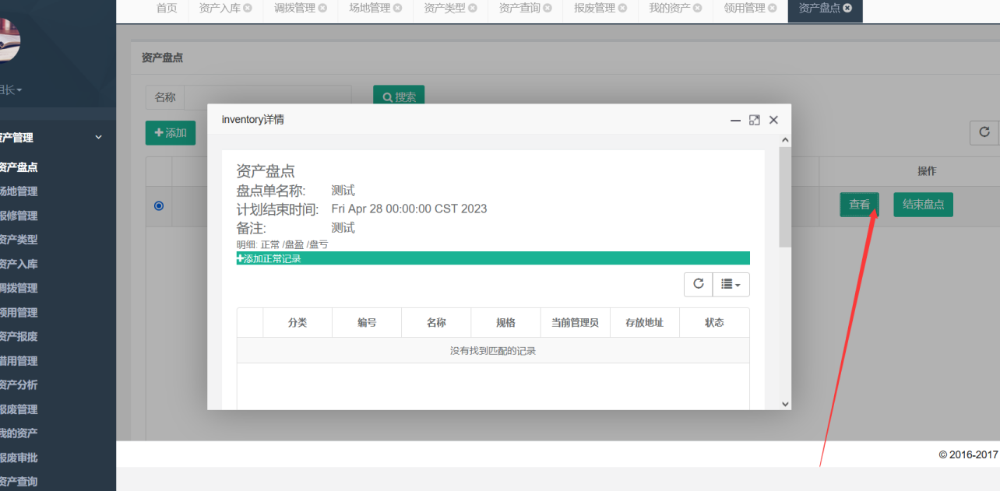 首页 资产入库 调拨管理 场地管理 资产类型 资产查询 报废管理 我的资产 领用管理 资产盘点
资产盘点
名称 搜索
添加
组长
资产管理
资产盘点
场地管理
报修管理
资产类型
资产入库
调拨管理
领用管理
资产报废
借用管理
资产分析
报废管理
我的资产
报废审批
资产查询
inventory详情
资产盘点
盘点单名称: 测试
计划结束时间: Fri Apr 28 00:00:00 CST 2023
备注: 测试
明细: 正常 /盘盈 /盘亏
添加正常记录
分类 编号 名称 规格 当前管理员 存放地址 状态
没有找到匹配的记录
操作
查看 结束盘点
© 2016-2017